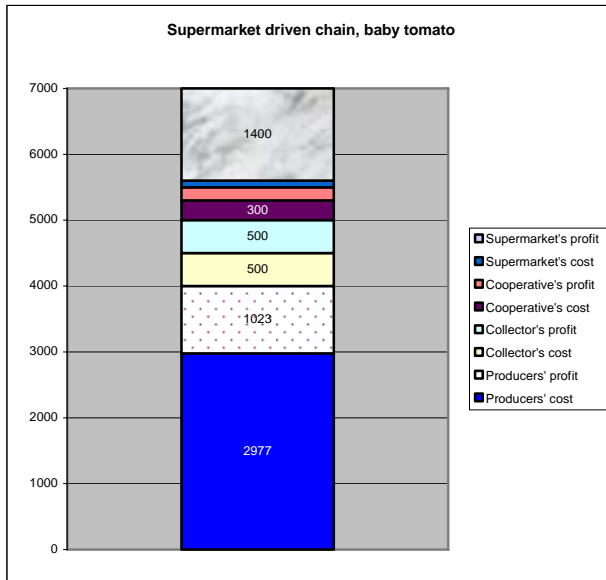 Supermarket driven chain, baby tomato
7000
6000
5000
4000
3000
2000
1000
0
1400
300
500
500
1023
2977
Supermarket's profit
Supermarket's cost
Cooperative's profit
Cooperative's cost
Collector's profit
Collector's cost
Producers' profit
Producers' cost